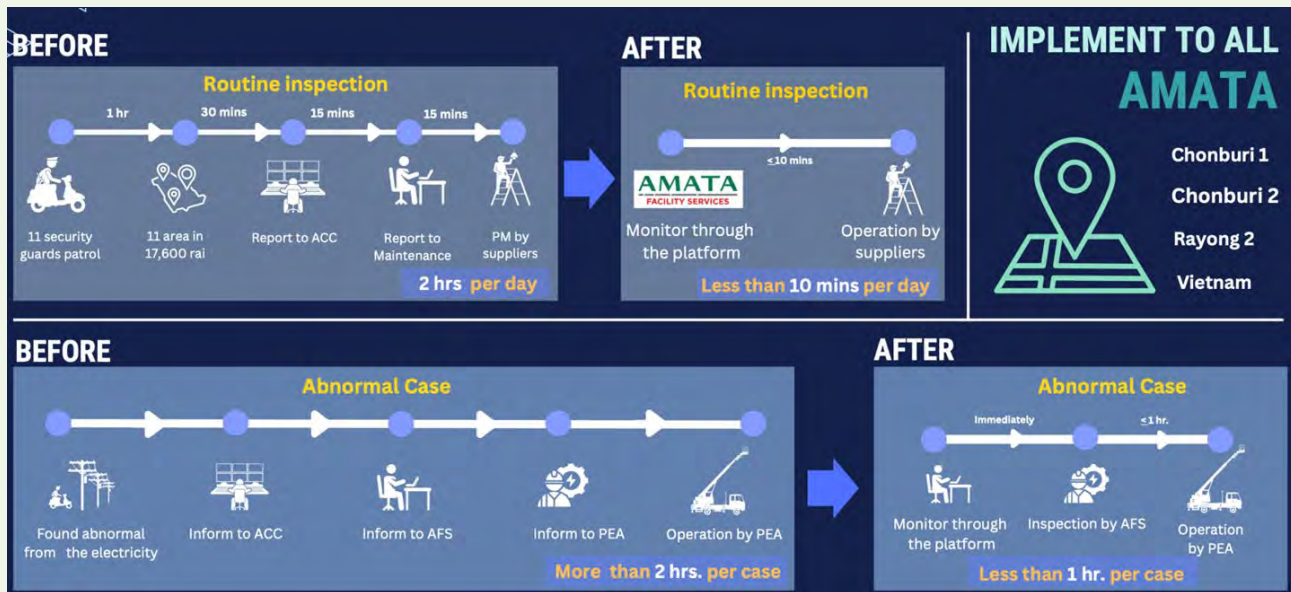 BEFORE
Routine inspection
1 hr
30 mins
15 mins
15 mins
11 security
guards patrol
11 area in
17,600 rai
Report to ACC
Report to
Maintenance
PM by
suppliers
2 hrs per day
AFTER
Routine inspection
≤10 mins
AMATA
FACILITY SERVICES
Monitor through
the platform
Operation by
suppliers
Less than 10 mins per day
IMPLEMENT TO ALL
AMATA
Chonburi 1
Chonburi 2
Rayong 2
Vietnam
BEFORE
Abnormal Case
Found abnormal
from the electricity
Inform to ACC
Inform to AFS
Inform to PEA
Operation by PEA
More than 2 hrs. per case
AFTER
Abnormal Case
Immediately
≤1 hr.
Monitor through
the platform
Inspection by AFS
Operation
by PEA
Less than 1 hr. per case